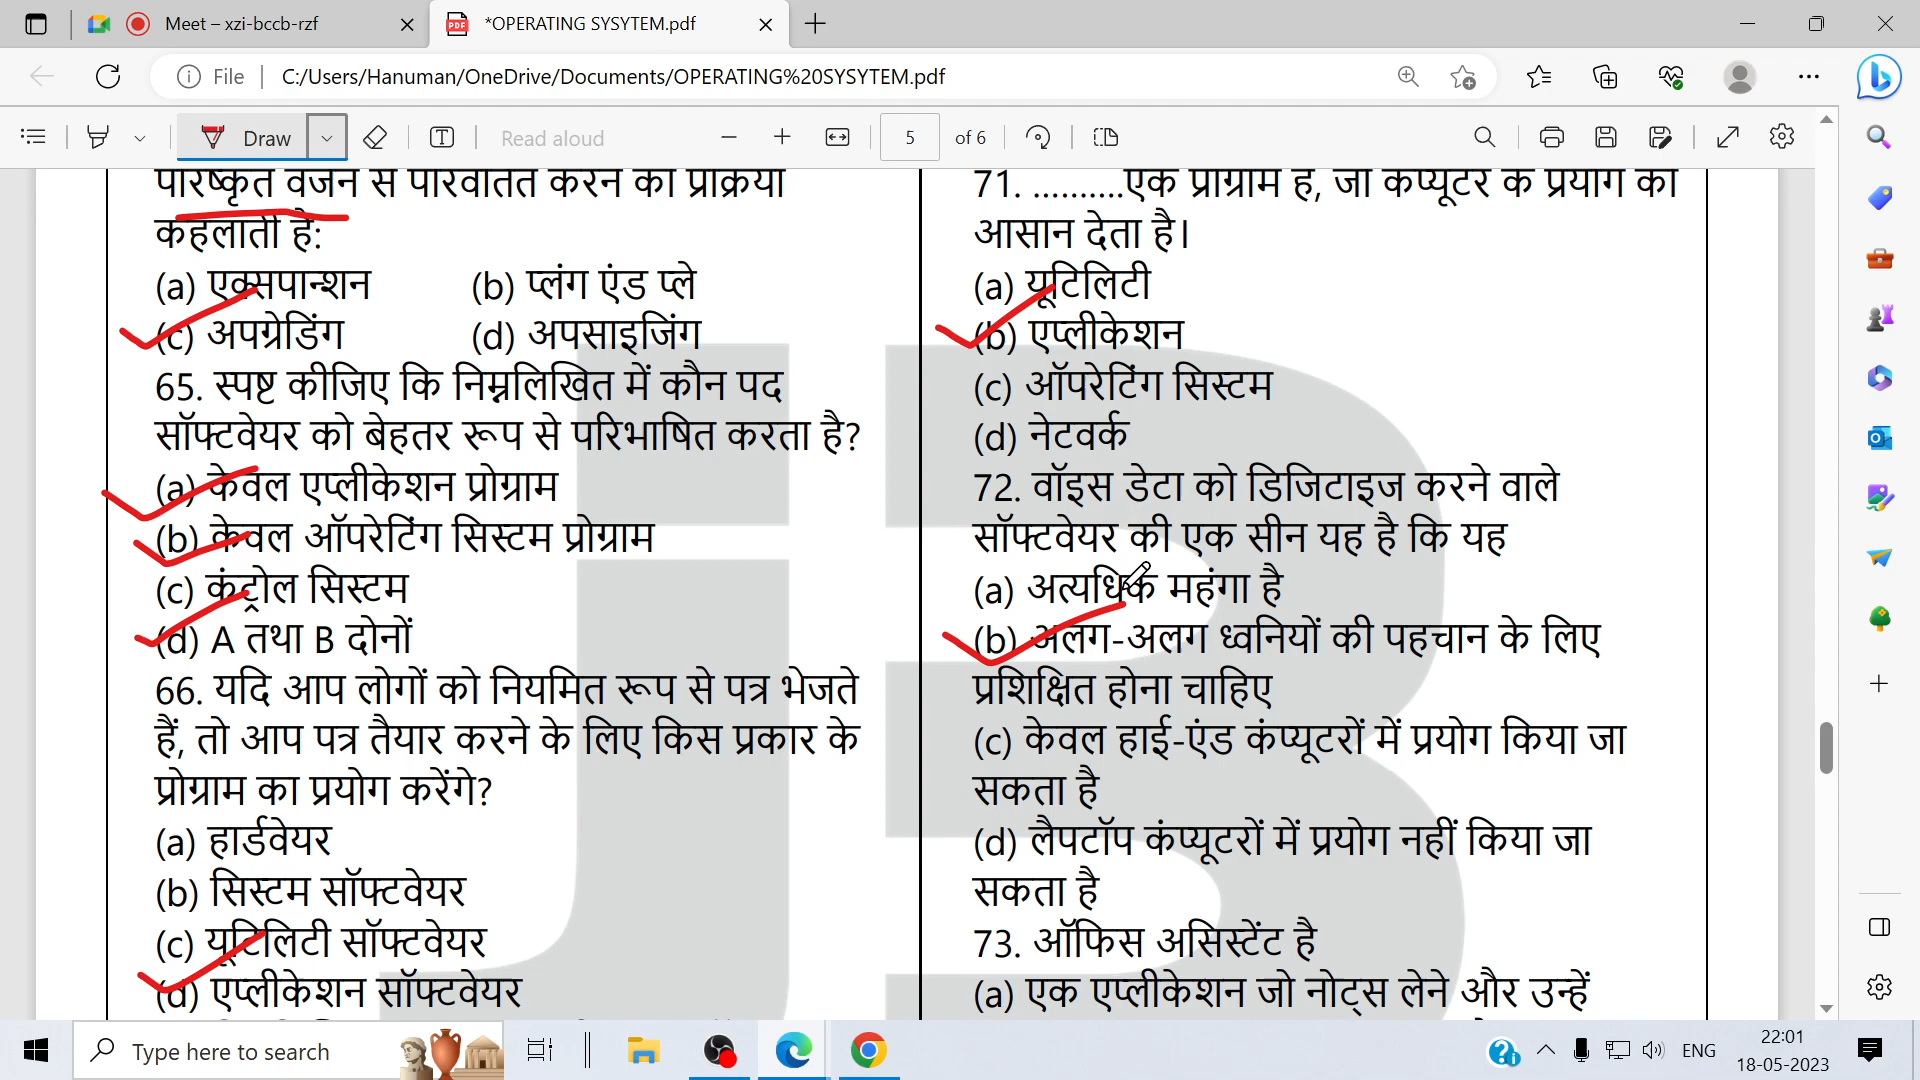 Meet – xzi-bccb-rzf
*OPERATING SYSYTEM.pdf
File
C:/Users/Hanuman/OneDrive/Documents/OPERATING%20SYSYTEM.pdf
Draw
Read aloud
5
of 6
परिष्कृत वर्जन से परिवर्तित करने की प्रक्रिया
कहलाती है:
(a) एक्सपान्शन (b) प्लंग एंड प्ले
(c) अपग्रेडिंग (d) अपसाइजिंग
65. स्पष्ट कीजिए कि निम्नलिखित में कौन पद
सॉफ्टवेयर को बेहतर रूप से परिभाषित करता है?
(a) केवल एप्लीकेशन प्रोग्राम
(b) केवल ऑपरेटिंग सिस्टम प्रोग्राम
(c) कंट्रोल सिस्टम
(d) A तथा B दोनों
66. यदि आप लोगों को नियमित रूप से पत्र भेजते
हैं, तो आप पत्र तैयार करने के लिए किस प्रकार के
प्रोग्राम का प्रयोग करेंगे?
(a) हार्डवेयर
(b) सिस्टम सॉफ्टवेयर
(c) यूटिलिटी सॉफ्टवेयर
(d) एप्लीकेशन सॉफ्टवेयर
71. ..........एक प्रोग्राम है, जो कंप्यूटर के प्रयोग को
आसान देता है।
(a) यूटिलिटी
(b) एप्लीकेशन
(c) ऑपरेटिंग सिस्टम
(d) नेटवर्क
72. वॉइस डेटा को डिजिटाइज करने वाले
सॉफ्टवेयर की एक सीन यह है कि यह
(a) अत्यधिक महंगा है
(b) अलग-अलग ध्वनियों की पहचान के लिए
प्रशिक्षित होना चाहिए
(c) केवल हाई-एंड कंप्यूटरों में प्रयोग किया जा
सकता है
(d) लैपटॉप कंप्यूटरों में प्रयोग नहीं किया जा
सकता है
73. ऑफिस असिस्टेंट है
(a) एक एप्लीकेशन जो नोट्स लेने और उन्हें
Type here to search
ENG
22:01
18-05-2023